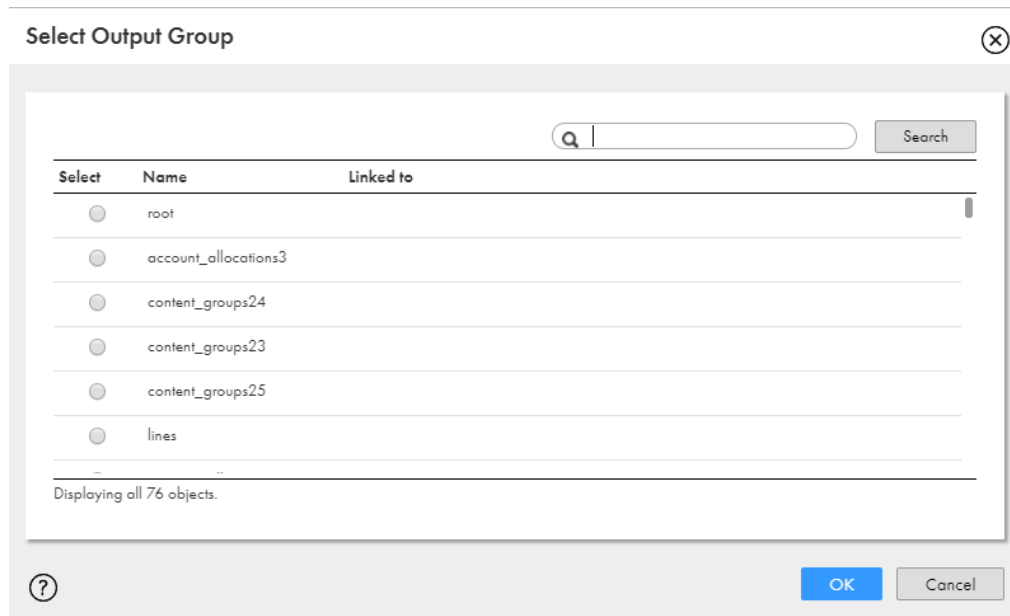 Select Output Group
Search
Select Name Linked to
root
account_allocations3
content_groups24
content_groups23
content_groups25
lines
Displaying all 76 objects.
? OK Cancel